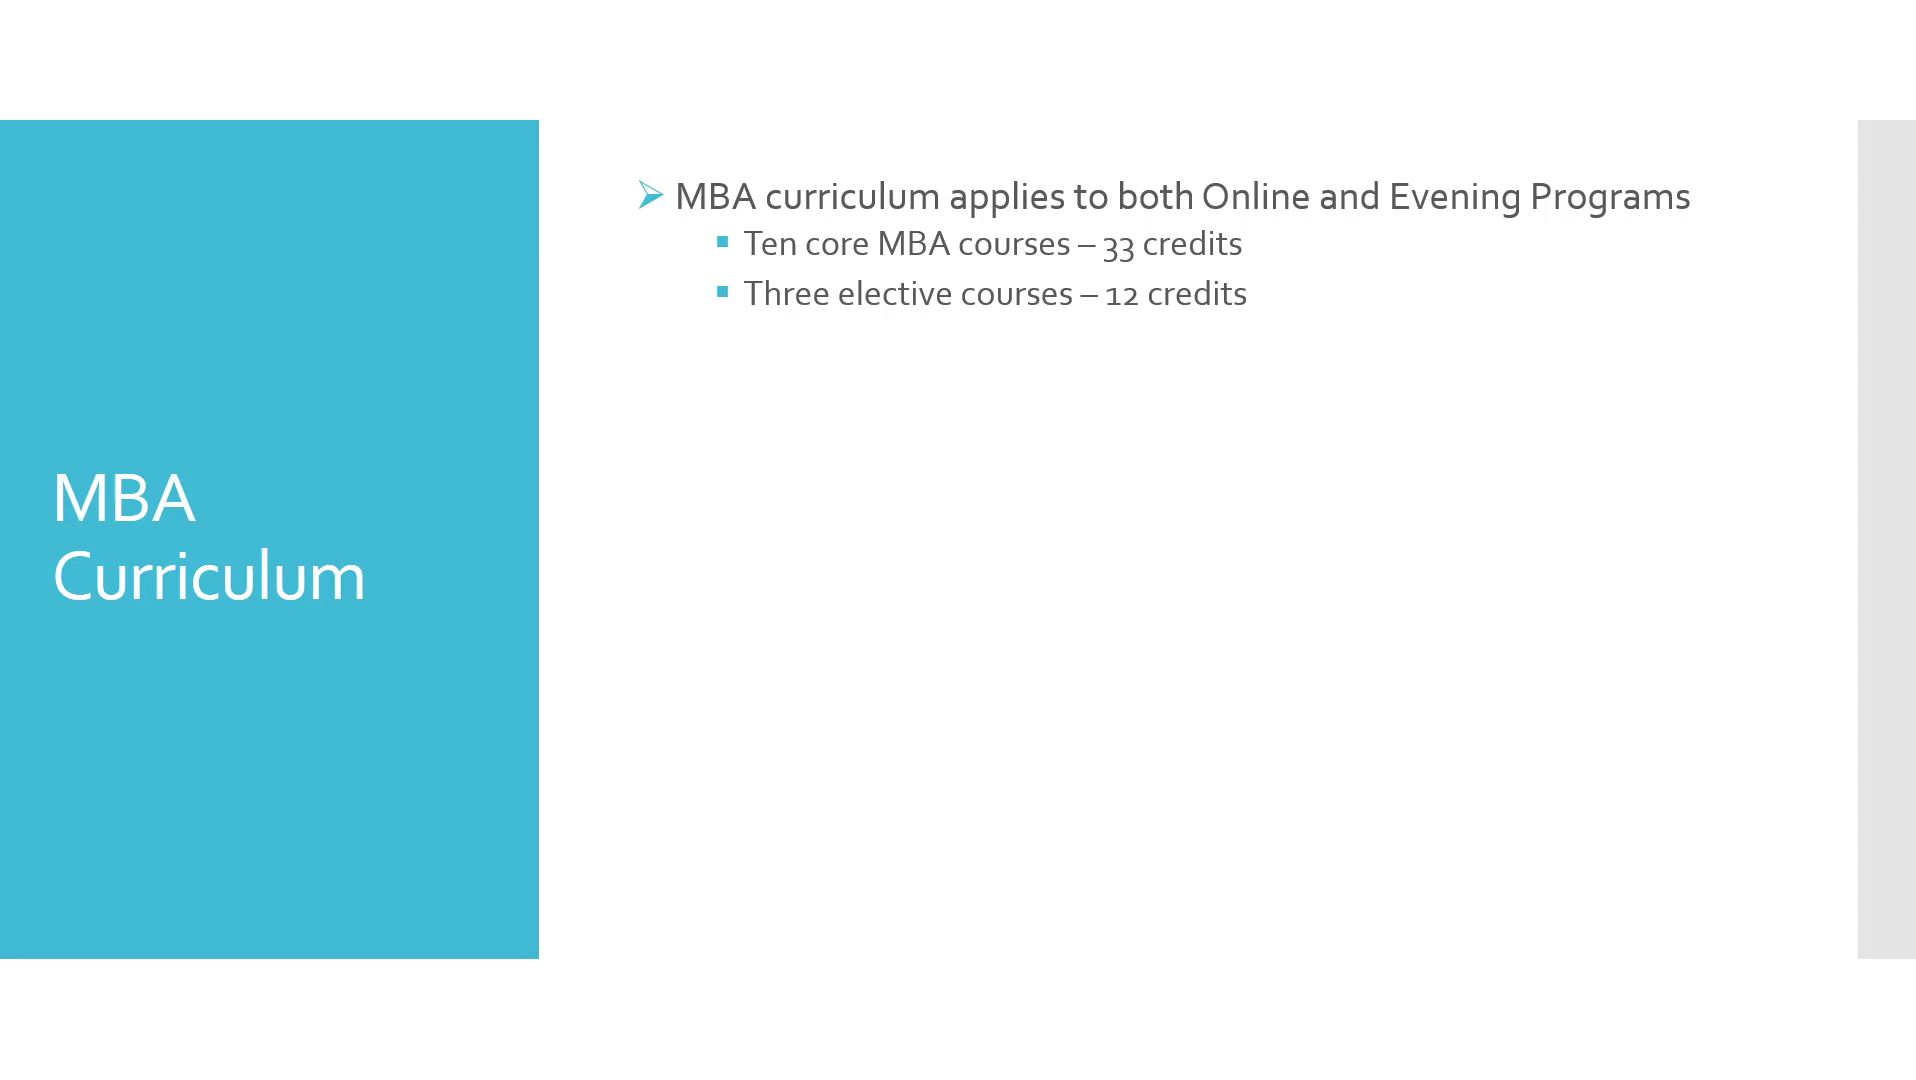 MBA
Curriculum
MBA curriculum applies to both Online and Evening Programs
Ten core MBA courses – 33 credits
Three elective courses – 12 credits